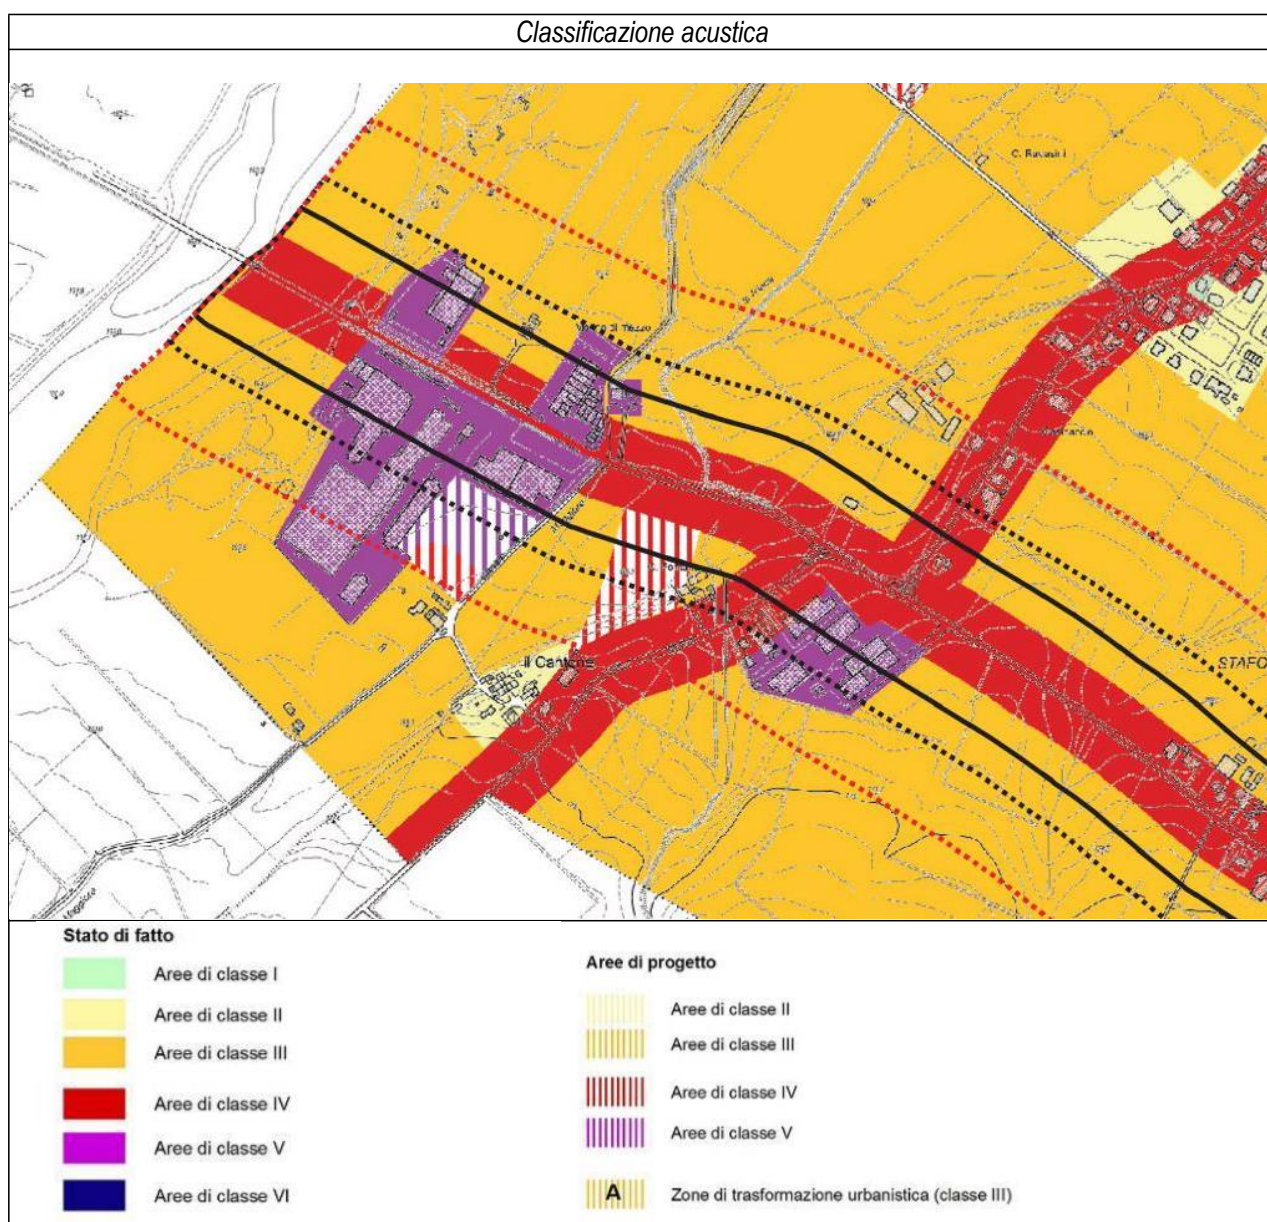 Classificazione acustica
C. Ravasini
Il Cantone
STAFO
Maggiore
Stato di fatto
Aree di classe I
Aree di classe II
Aree di classe III
Aree di classe IV
Aree di classe V
Aree di classe VI
Aree di progetto
Aree di classe II
Aree di classe III
Aree di classe IV
Aree di classe V
A
Zone di trasformazione urbanistica (classe III)